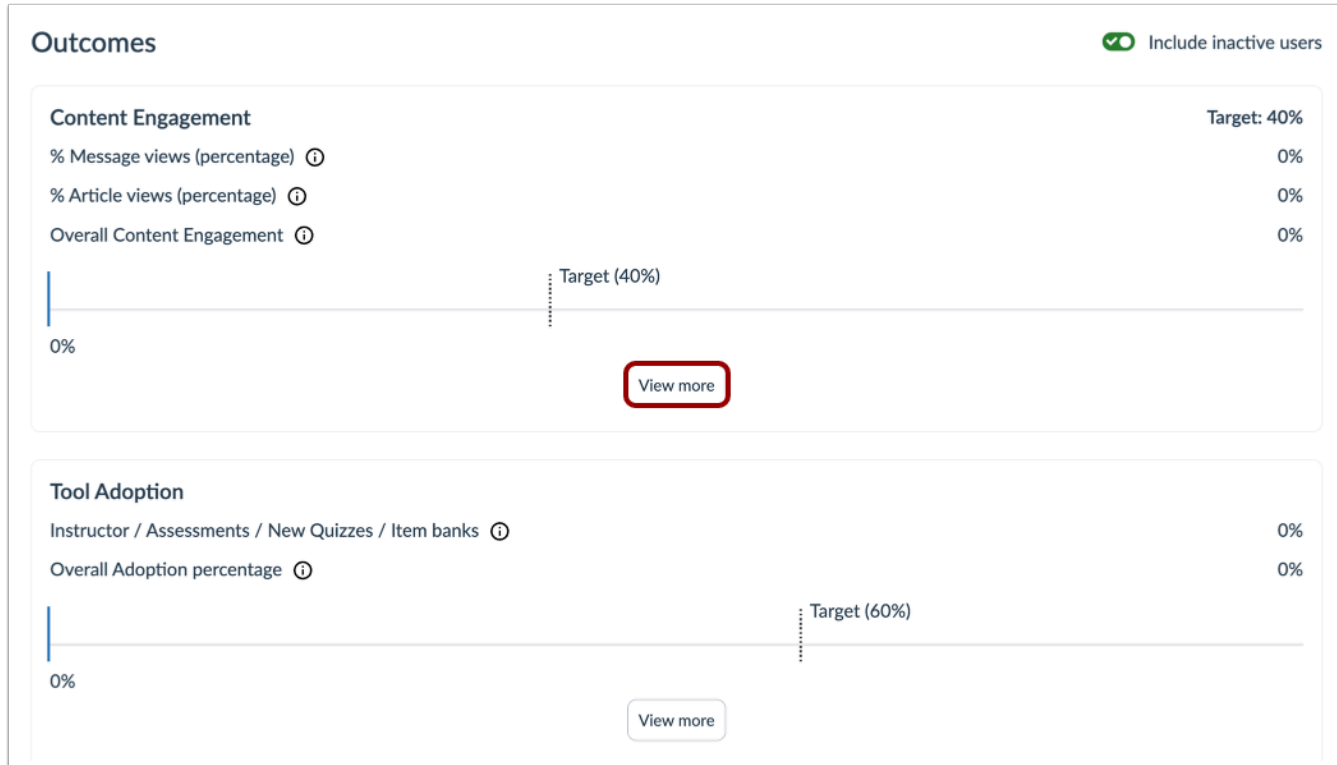 Outcomes
Include inactive users
Content Engagement
Target: 40%
% Message views (percentage)
0%
% Article views (percentage)
0%
Overall Content Engagement
0%
Target (40%)
0%
View more
Tool Adoption
Instructor / Assessments / New Quizzes / Item banks
0%
Overall Adoption percentage
0%
Target (60%)
0%
View more